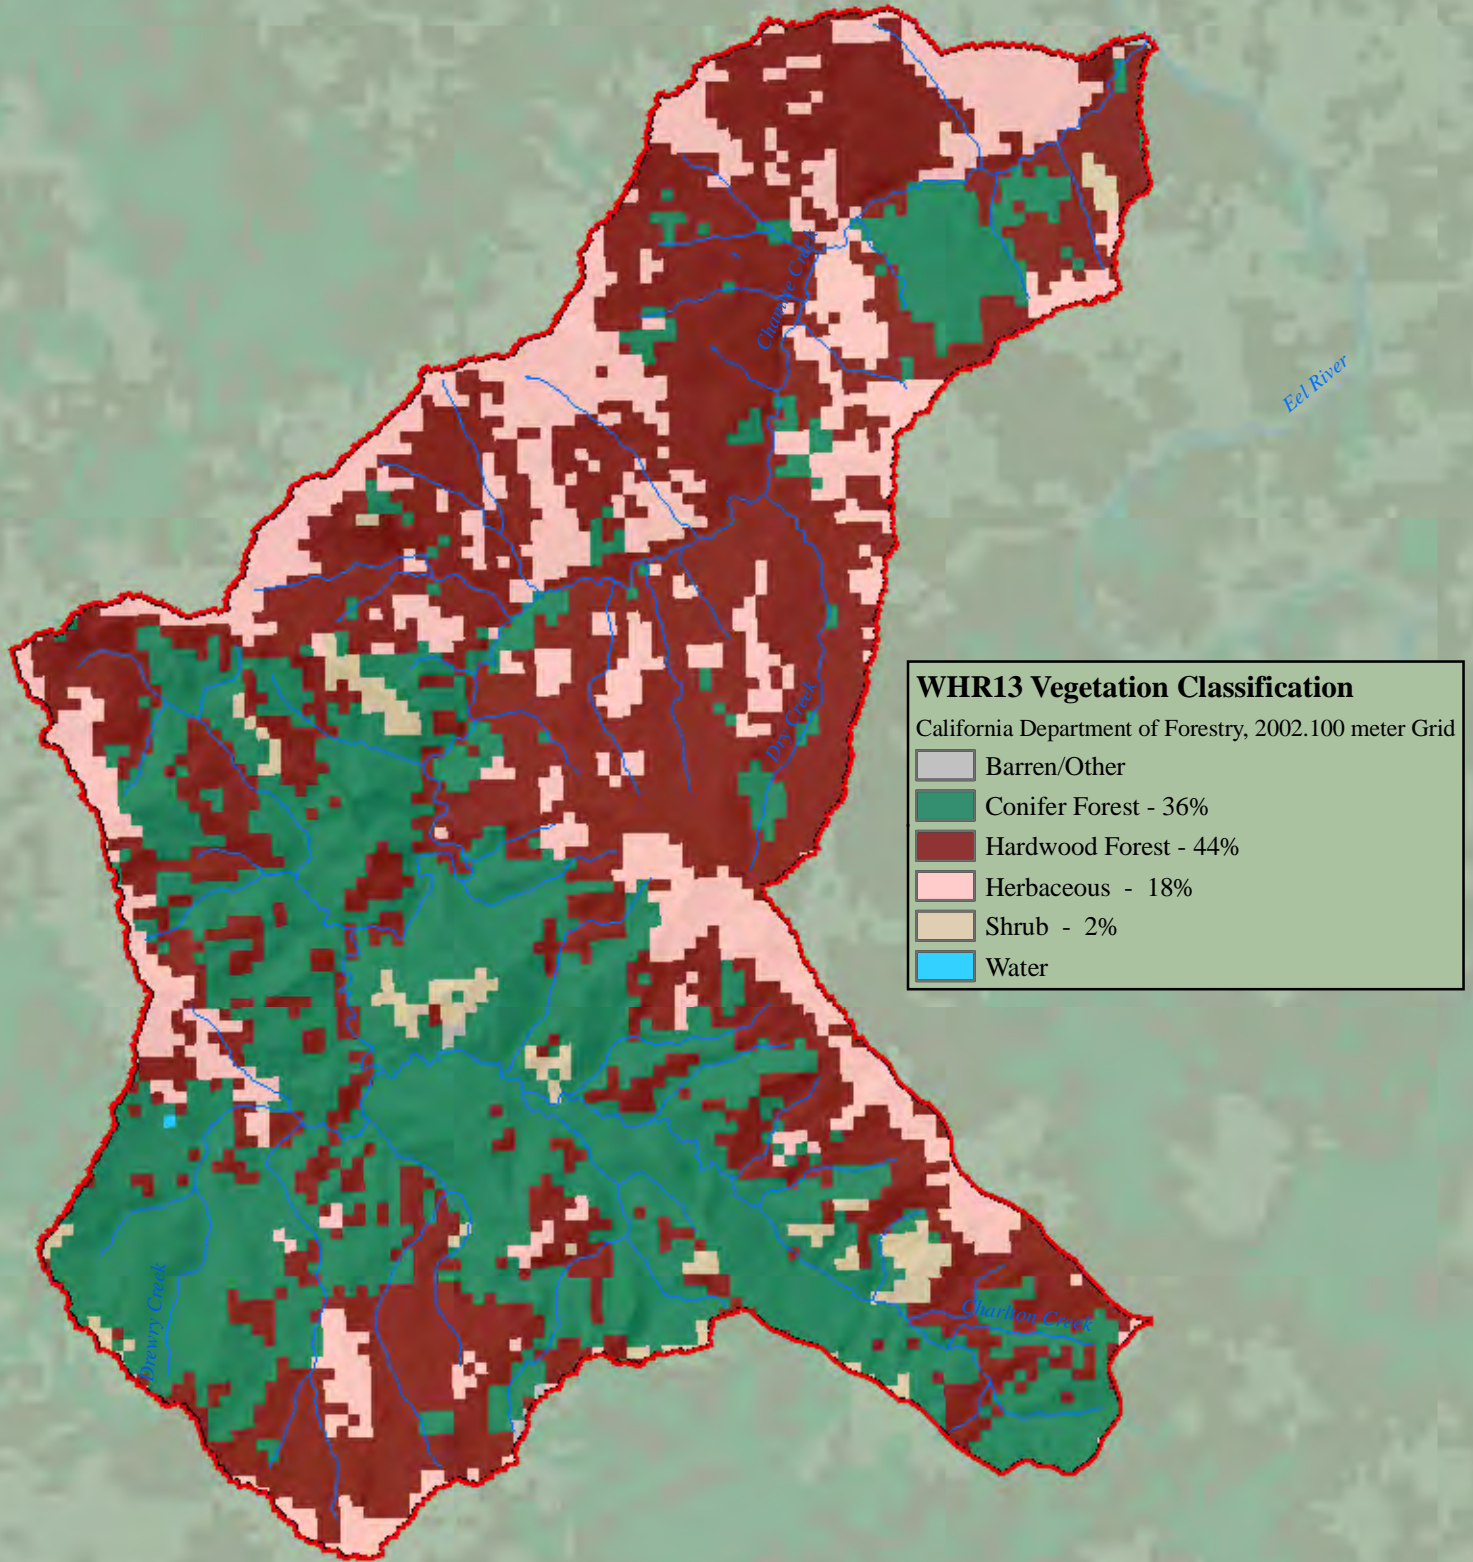 Chamise Creek
Eel River
WHR13 Vegetation Classification
California Department of Forestry, 2002.100 meter Grid
Barren/Other
Conifer Forest - 36%
Hardwood Forest - 44%
Herbaceous - 18%
Shrub - 2%
Water
Dry Creek
Drewry Creek
Charlton Creek